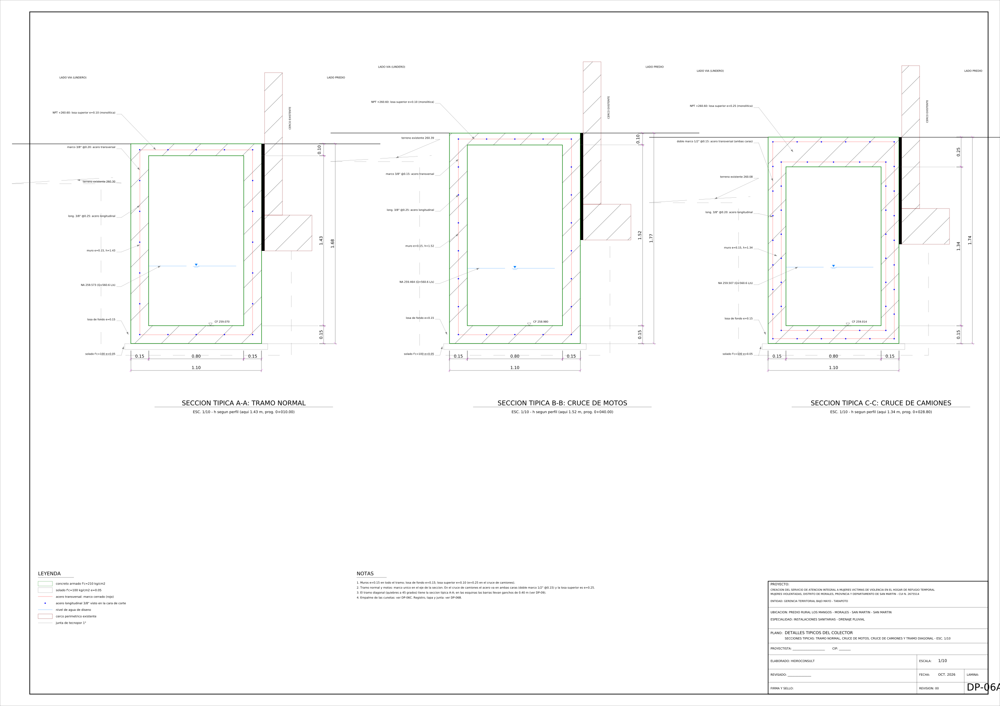 LADO VIA (LINDERO)
LADO PREDIO
CERCO EXISTENTE
NPT +260.60: losa superior e=0.10 (monolitica)
marco 3/8" @0.20: acero transversal
terreno existente 260.30
long. 3/8" @0.25: acero longitudinal
muro e=0.15, h=1.43
NA 259.573 (Q=560.6 L/s)
losa de fondo e=0.15
solado f'c=100 e=0.05
CF 259.070
0.10
1.43
1.68
0.15
0.15
0.80
0.15
1.10
SECCION TIPICA A-A: TRAMO NORMAL
ESC. 1/10 - h segun perfil (aqui 1.43 m, prog. 0+010.00)
LADO VIA (LINDERO)
LADO PREDIO
CERCO EXISTENTE
NPT +260.60: losa superior e=0.10 (monolitica)
terreno existente 260.39
marco 3/8" @0.15: acero transversal
long. 3/8" @0.25: acero longitudinal
muro e=0.15, h=1.52
NA 259.464 (Q=560.6 L/s)
losa de fondo e=0.15
solado f'c=100 e=0.05
CF 258.980
0.10
1.52
1.77
0.15
0.15
0.80
0.15
1.10
SECCION TIPICA B-B: CRUCE DE MOTOS
ESC. 1/10 - h segun perfil (aqui 1.52 m, prog. 0+040.00)
LADO VIA (LINDERO)
LADO PREDIO
CERCO EXISTENTE
NPT +260.60: losa superior e=0.25 (monolitica)
doble marco 1/2" @0.15: acero transversal (ambas caras)
terreno existente 260.08
long. 3/8" @0.20: acero longitudinal
muro e=0.15, h=1.34
NA 259.507 (Q=560.6 L/s)
losa de fondo e=0.15
solado f'c=100 e=0.05
CF 259.014
0.25
1.34
1.74
0.15
0.15
0.80
0.15
1.10
SECCION TIPICA C-C: CRUCE DE CAMIONES
ESC. 1/10 - h segun perfil (aqui 1.34 m, prog. 0+028.80)
LEYENDA
concreto armado f'c=210 kg/cm2
solado f'c=100 kg/cm2 e=0.05
acero transversal: marco cerrado (rojo)
acero longitudinal 3/8" visto en la cara de corte
nivel de agua de diseno
cerco perimetrico existente
junta de tecnopor 1"
NOTAS
1. Muros e=0.15 en todo el tramo; losa de fondo e=0.15; losa superior e=0.10 (e=0.25 en el cruce de camiones).
2. Tramo normal y motos: marco unico en el eje de la seccion. En el cruce de camiones el acero va en ambas caras (doble marco 1/2" @0.15) y la losa superior es e=0.25.
3. El tramo diagonal (quiebres a 45 grados) tiene la seccion tipica A-A; en las esquinas las barras llevan ganchos de 0.40 m (ver DP-09).
4. Empalme de las cunetas: ver DP-06C. Registro, tapa y junta: ver DP-06B.
PROYECTO:
CREACION DEL SERVICIO DE ATENCION INTEGRAL A MUJERES VICTIMAS DE VIOLENCIA EN EL HOGAR DE REFUGIO TEMPORAL
MUJERES VIOLENTADAS, DISTRITO DE MORALES, PROVINCIA Y DEPARTAMENTO DE SAN MARTIN - CUI N. 2675514
ENTIDAD: GERENCIA TERRITORIAL BAJO MAYO - TARAPOTO
UBICACION: PREDIO RURAL LOS MANGOS - MORALES - SAN MARTIN - SAN MARTIN
ESPECIALIDAD: INSTALACIONES SANITARIAS - DRENAJE PLUVIAL
PLANO: DETALLES TIPICOS DEL COLECTOR
SECCIONES TIPICAS: TRAMO NORMAL, CRUCE DE MOTOS, CRUCE DE CAMIONES Y TRAMO DIAGONAL - ESC. 1/10
PROYECTISTA: ______________________ CIP: ________
ELABORADO: HIDROCONSULT
ESCALA: 1/10
REVISADO: ________________
FECHA: OCT. 2026
LAMINA:
FIRMA Y SELLO:
REVISION: 00
DP-06A